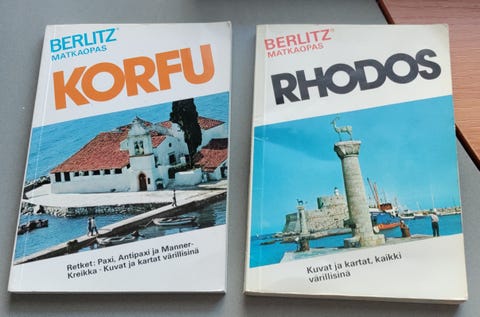 BERLITZ®
MATKAOPAS
KORFU
Retket: Paxi, Antipaxi ja Manner-
Kreikka - Kuvat ja kartat värillisinä
BERLITZ®
MATKAOPAS
RHODOS
Kuvat ja kartat, kaikki
värillisinä